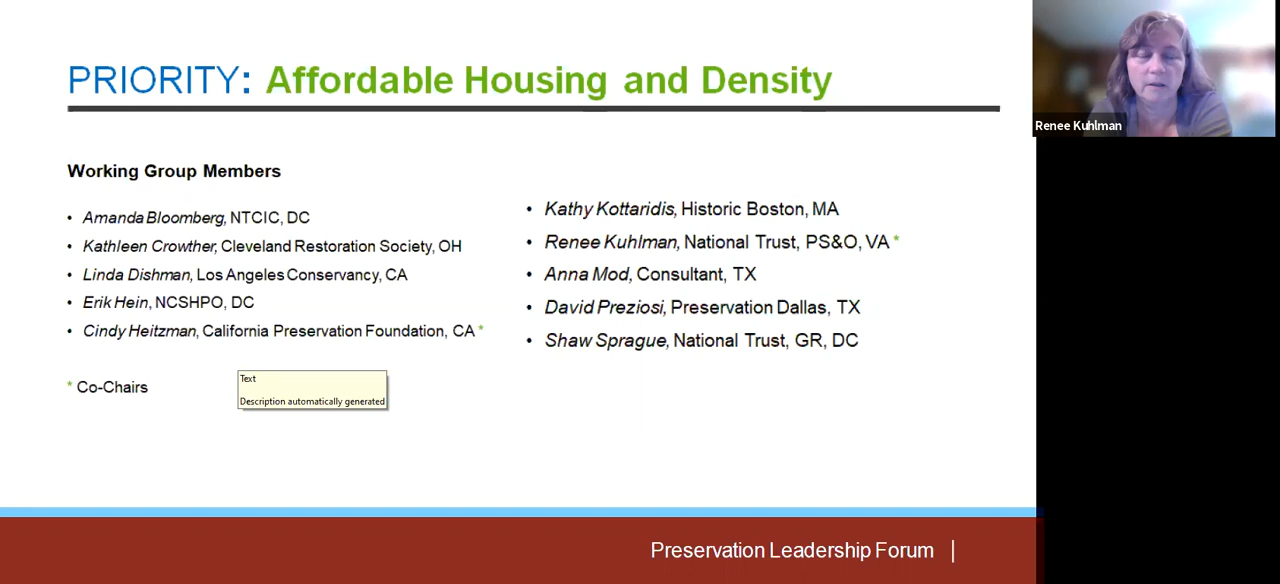 PRIORITY: Affordable Housing and Density
Renee Kuhlman
Working Group Members
• Amanda Bloomberg, NTCIC, DC
• Kathleen Crowther, Cleveland Restoration Society, OH
• Linda Dishman, Los Angeles Conservancy, CA
• Erik Hein, NCSHPO, DC
• Cindy Heitzman, California Preservation Foundation, CA *
* Co-Chairs
• Kathy Kottaridis, Historic Boston, MA
• Renee Kuhlman, National Trust, PS&O, VA *
• Anna Mod, Consultant, TX
• David Preziosi, Preservation Dallas, TX
• Shaw Sprague, National Trust, GR, DC
Text
Description automatically generated
Preservation Leadership Forum |